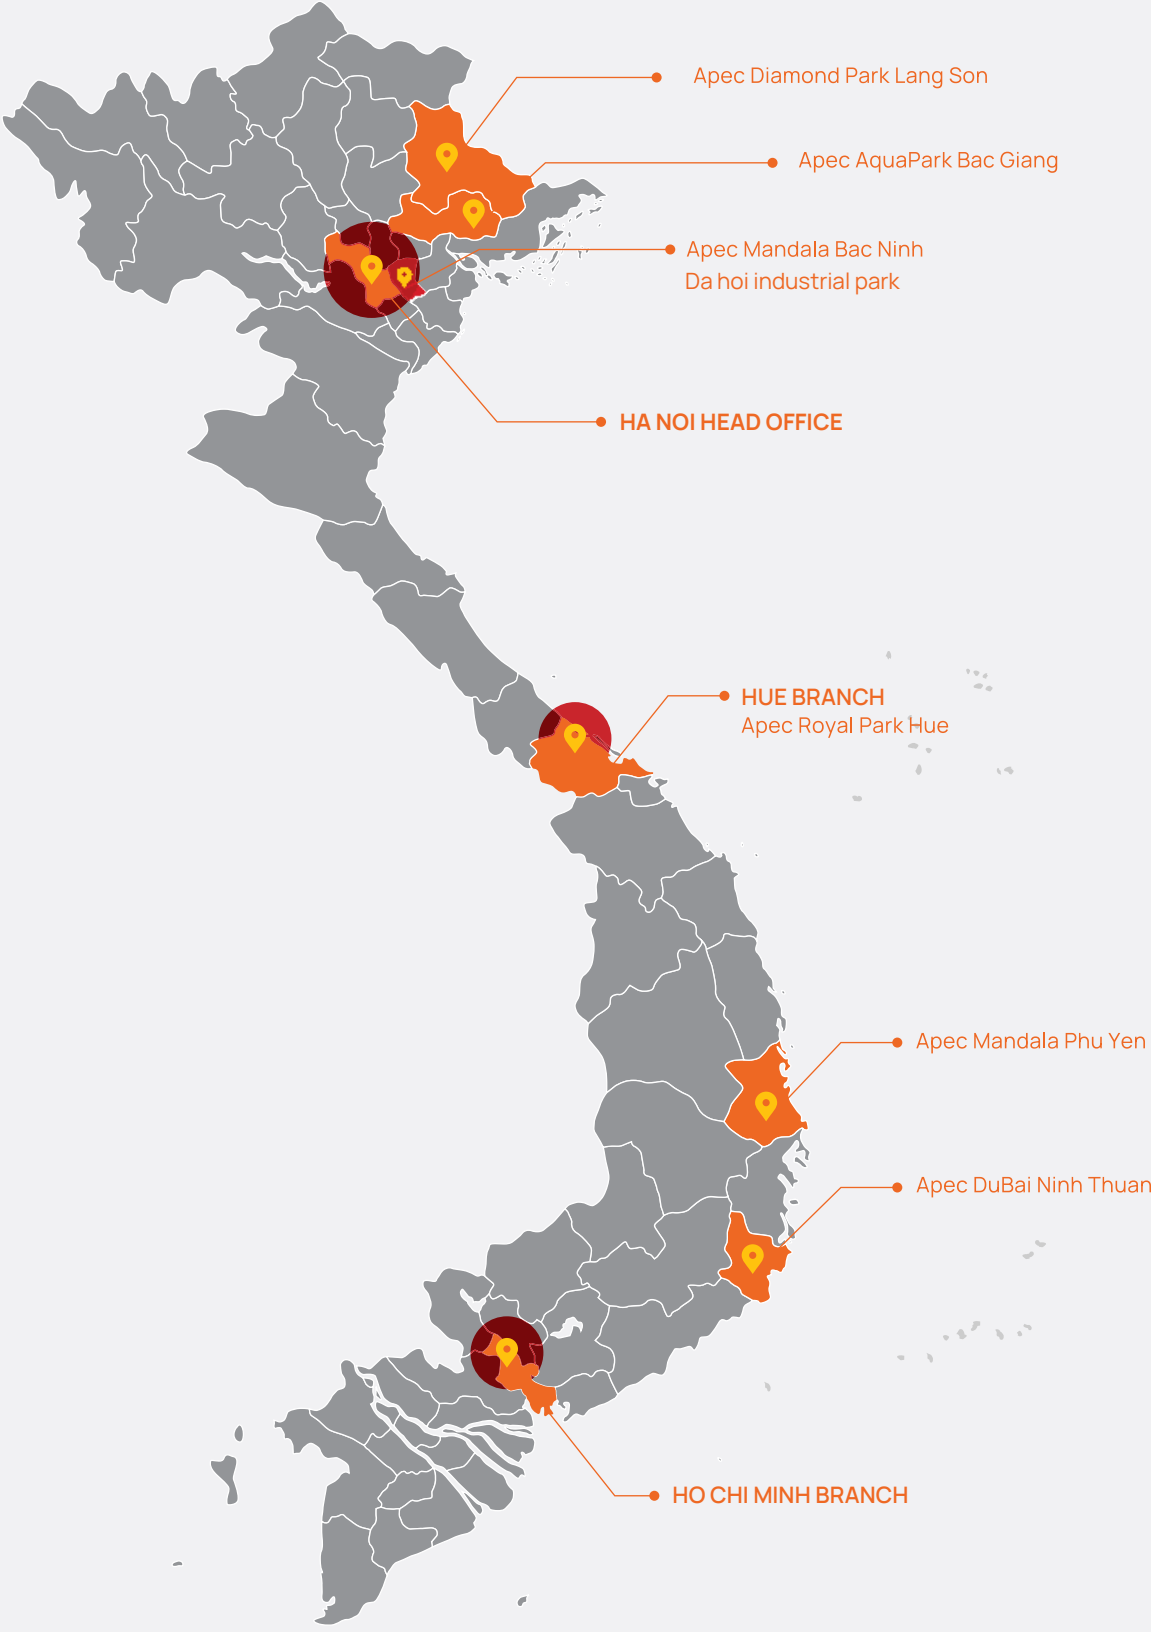 Apec Diamond Park Lang Son
Apec AquaPark Bac Giang
Apec Mandala Bac Ninh
Da hoi industrial park
HA NOI HEAD OFFICE
HUE BRANCH
Apec Royal Park Hue
Apec Mandala Phu Yen
Apec DuBai Ninh Thuan
HO CHI MINH BRANCH